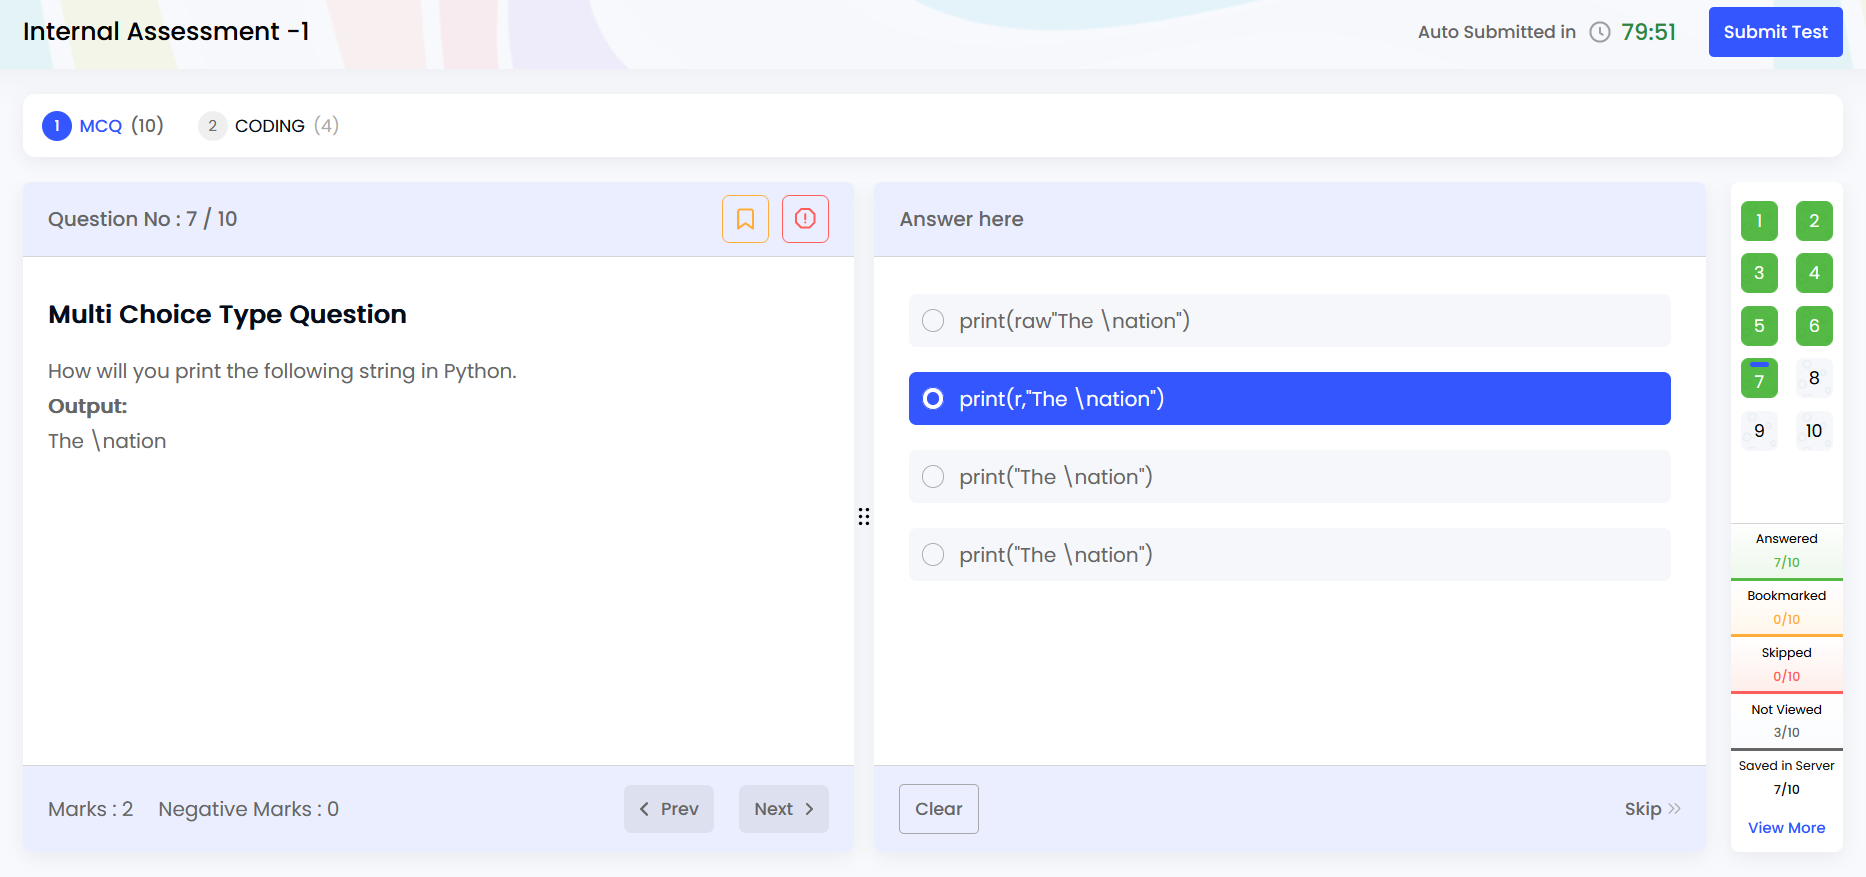 Internal Assessment -1
Auto Submitted in 79:51
Submit Test
1 MCQ (10)
2 CODING (4)
Question No : 7 / 10
Multi Choice Type Question
How will you print the following string in Python.
Output:
The \nation
Marks : 2 Negative Marks : 0
Prev
Next
Answer here
print(raw"The \nation")
print(r,"The \nation")
print("The \nation")
print("The \nation")
Clear
Skip
1 2
3 4
5 6
7 8
9 10
Answered
7/10
Bookmarked
0/10
Skipped
0/10
Not Viewed
3/10
Saved in Server
7/10
View More